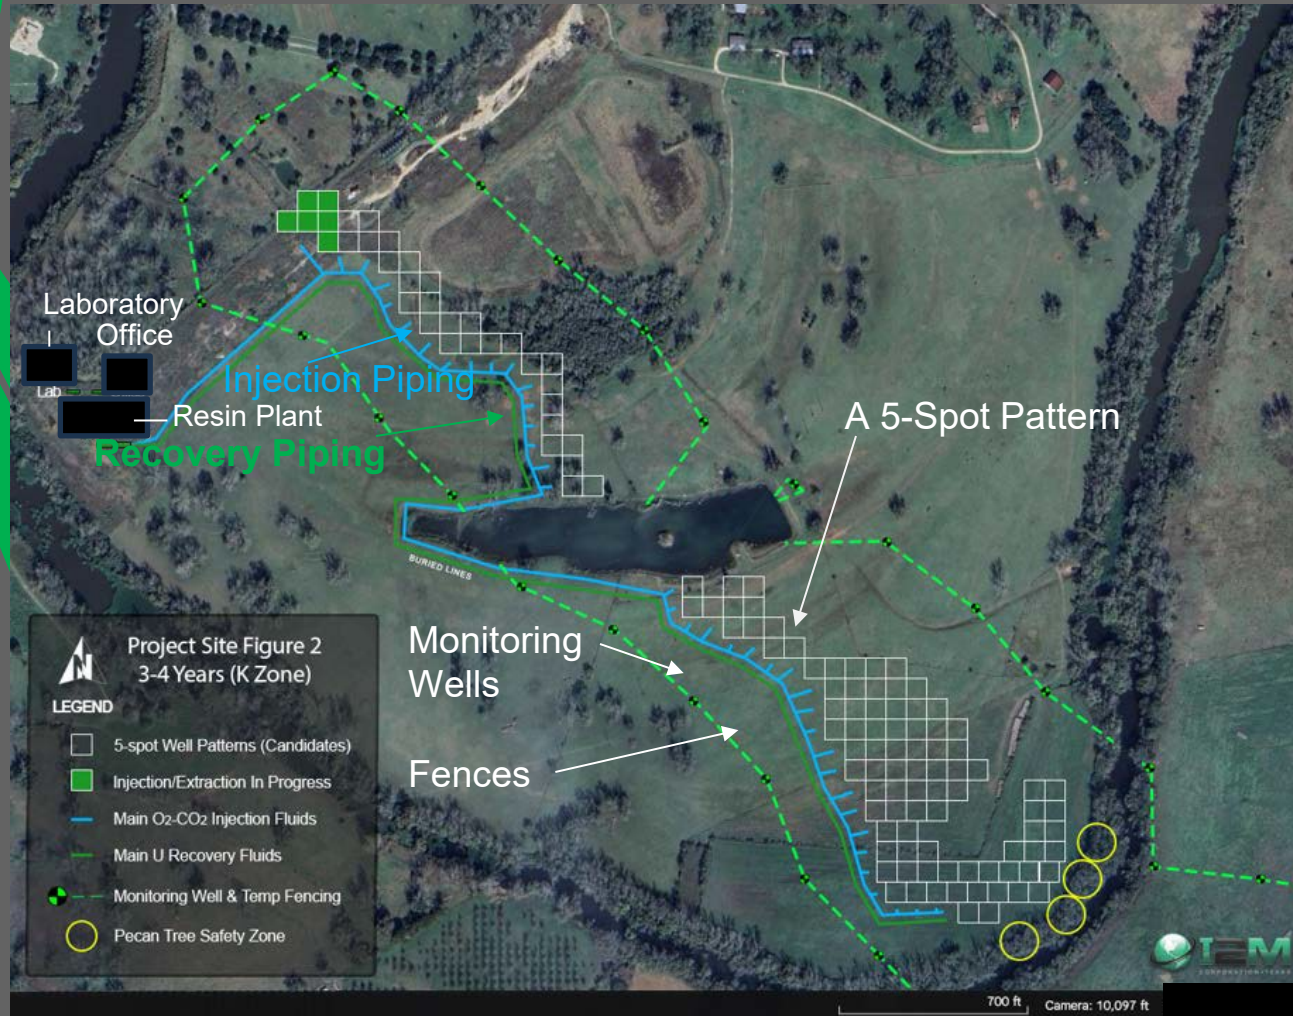 Laboratory
Office
Lab
Resin Plant
Injection Piping
Recovery Piping
A 5-Spot Pattern
BURIED LINES
Monitoring
Wells
Fences
Project Site Figure 2
3-4 Years (K Zone)
N
LEGEND
5-spot Well Patterns (Candidates)
Injection/Extraction In Progress
Main O2-CO2 Injection Fluids
Main U Recovery Fluids
Monitoring Well & Temp Fencing
Pecan Tree Safety Zone
I2M
CORPORATION-TEXAS
700 ft
Camera: 10,097 ft